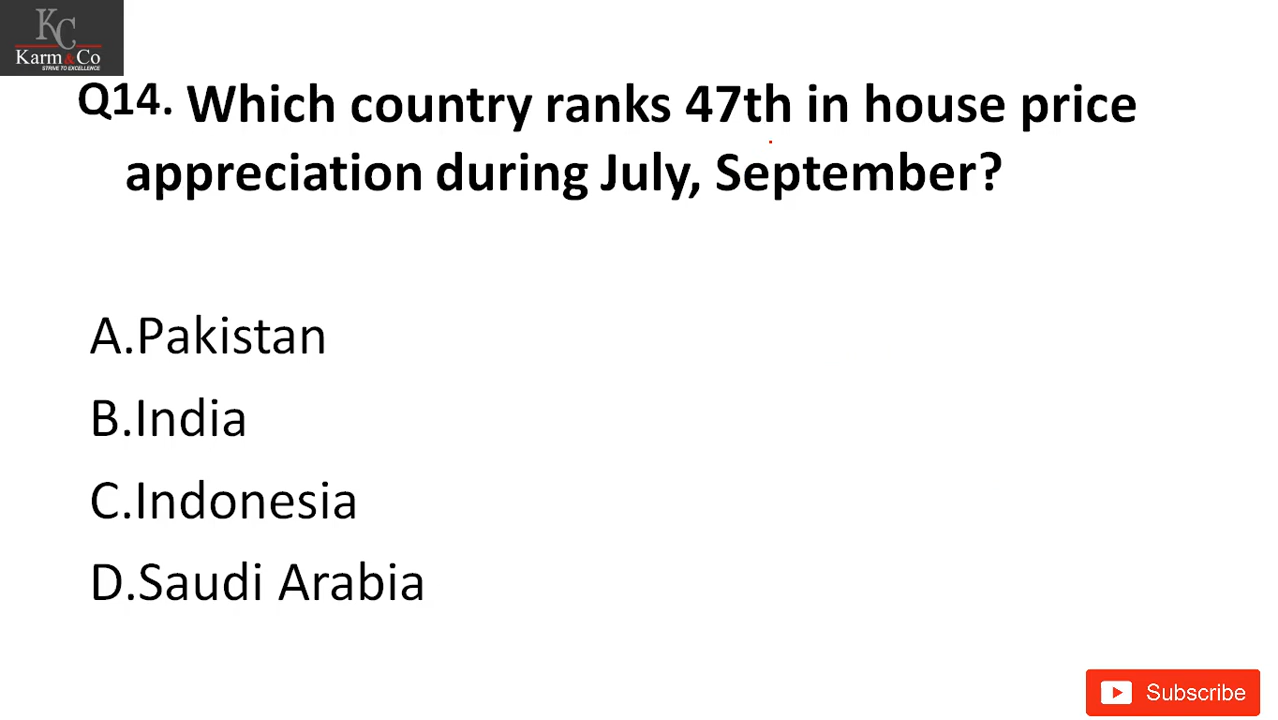 KC
Karm&Co
STRIVE TO EXCELLENCE
Q14. Which country ranks 47th in house price
appreciation during July, September?
A.Pakistan
B.India
C.Indonesia
D.Saudi Arabia
Subscribe